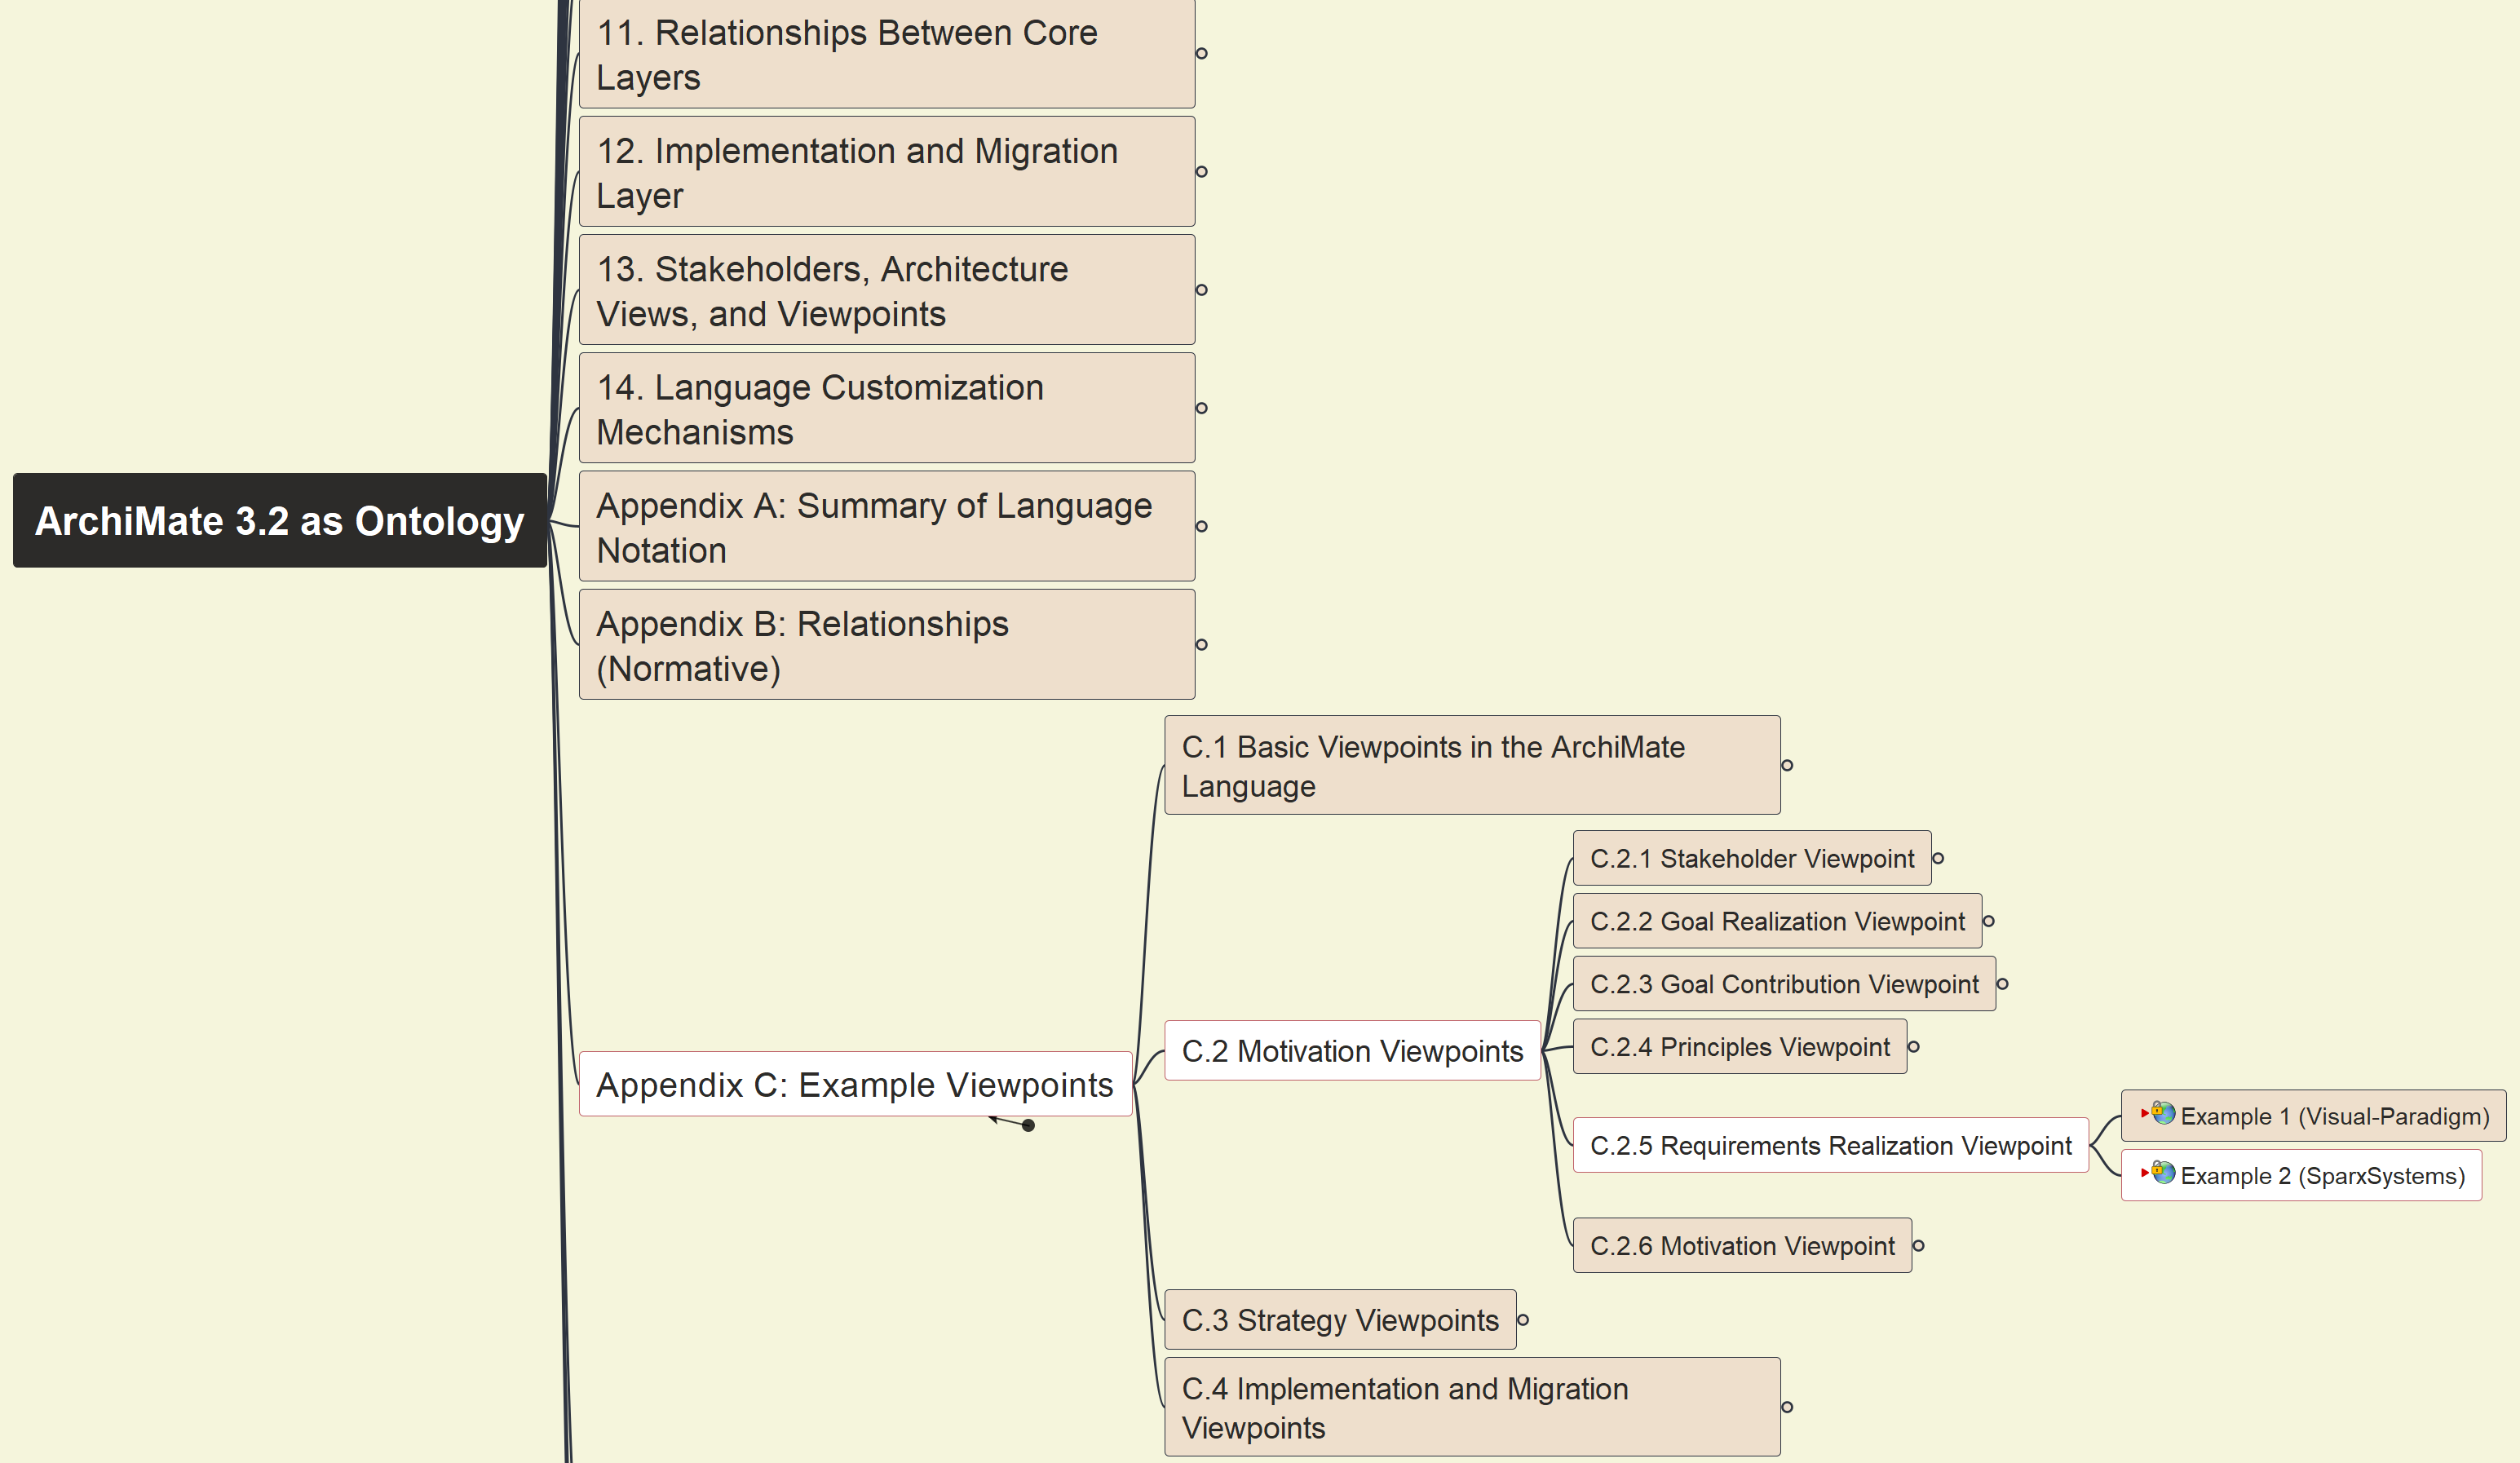 11. Relationships Between Core
Layers
12. Implementation and Migration
Layer
13. Stakeholders, Architecture
Views, and Viewpoints
14. Language Customization
Mechanisms
ArchiMate 3.2 as Ontology
Appendix A: Summary of Language
Notation
Appendix B: Relationships
(Normative)
Appendix C: Example Viewpoints
C.1 Basic Viewpoints in the ArchiMate
Language
C.2 Motivation Viewpoints
C.2.1 Stakeholder Viewpoint
C.2.2 Goal Realization Viewpoint
C.2.3 Goal Contribution Viewpoint
C.2.4 Principles Viewpoint
C.2.5 Requirements Realization Viewpoint
Example 1 (Visual-Paradigm)
Example 2 (SparxSystems)
C.2.6 Motivation Viewpoint
C.3 Strategy Viewpoints
C.4 Implementation and Migration
Viewpoints